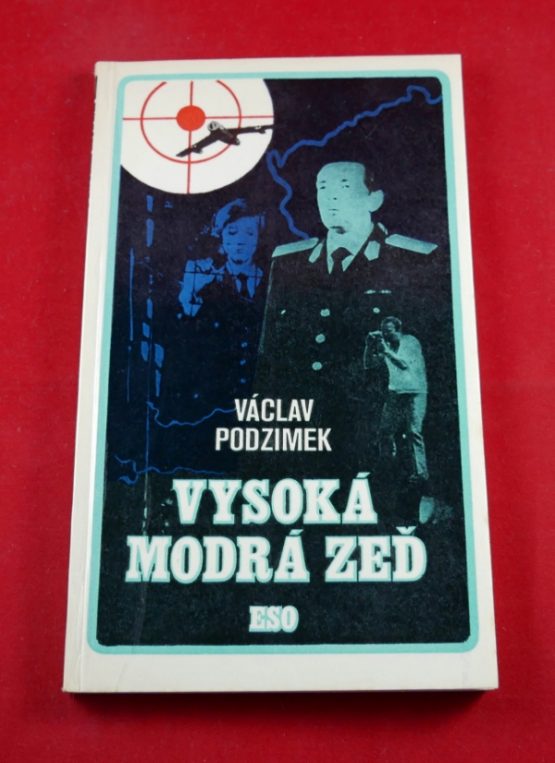 VÁCLAV
PODZIMEK
VYSOKÁ
MODRÁ ZEĎ
ESO